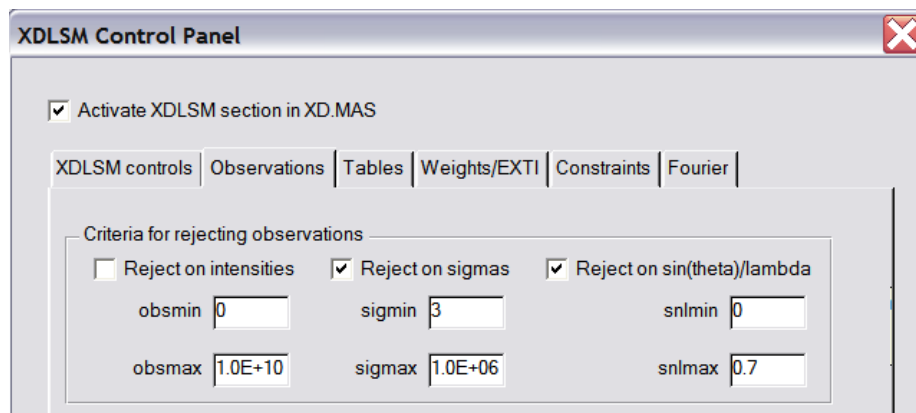 XDLSM Control Panel
Activate XDLSM section in XD.MAS
XDLSM controls Observations Tables Weights/EXTI Constraints Fourier
Criteria for rejecting observations
Reject on intensities Reject on sigmas Reject on sin(theta)/lambda
obsmin 0 sigmin 3 snlmin 0
obsmax 1.0E+10 sigmax 1.0E+06 snlmax 0.7